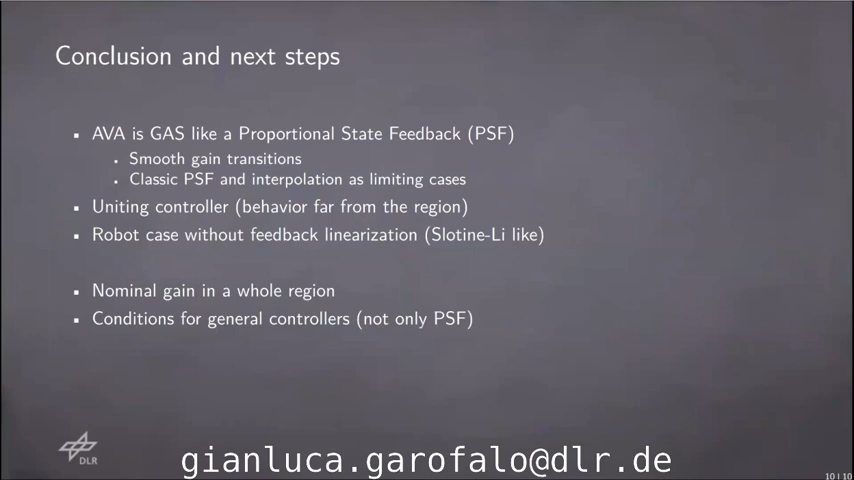 Conclusion and next steps
AVA is GAS like a Proportional State Feedback (PSF)
Smooth gain transitions
Classic PSF and interpolation as limiting cases
Uniting controller (behavior far from the region)
Robot case without feedback linearization (Slotine-Li like)
Nominal gain in a whole region
Conditions for general controllers (not only PSF)
DLR
gianluca.garofalo@dlr.de
10 | 10